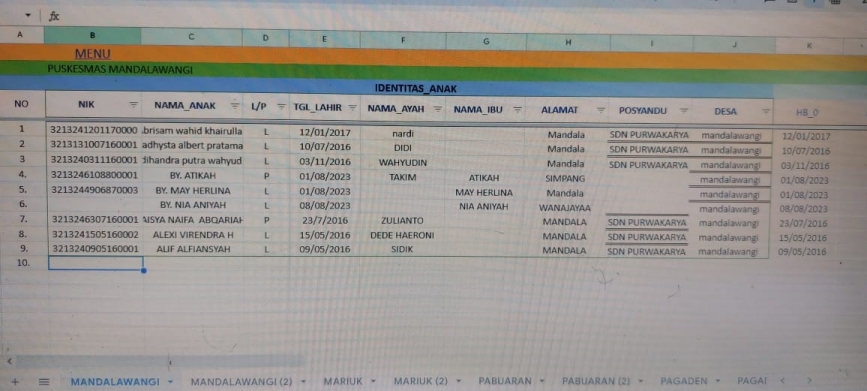 fx
A B C D E F G H I J K
MENU
PUSKESMAS MANDALAWANGI
IDENTITAS_ANAK
NO NIK NAMA_ANAK L/P TGL_LAHIR NAMA_AYAH NAMA_IBU ALAMAT POSYANDU DESA HB_0
1 3213241201170000 brisam wahid khairulla L 12/01/2017 nardi Mandala SDN PURWAKARYA mandalawangi 12/01/2017
2 3213131007160001 adhysta albert pratama L 10/07/2016 DIDI Mandala SDN PURWAKARYA mandalawangi 10/07/2016
3 3213240311160001 dihandra putra wahyud L 03/11/2016 WAHYUDIN Mandala SDN PURWAKARYA mandalawangi 03/11/2016
4. 3213246108800001 BY. ATIKAH P 01/08/2023 TAKIM ATIKAH SIMPANG mandalawangi 01/08/2023
5. 3213244906870003 BY. MAY HERLINA L 01/08/2023 MAY HERLINA Mandala mandalawangi 01/08/2023
6. BY. NIA ANIYAH L 08/08/2023 NIA ANIYAH WANAJAYAA mandalawangi 08/08/2023
7. 3213246307160001 AISYA NAIFA ABQARIAH P 23/7/2016 ZULIANTO MANDALA SDN PURWAKARYA mandalawangi 23/07/2016
8. 3213241505160002 ALEXI VIRENDRA H L 15/05/2016 DEDE HAERONI MANDALA SDN PURWAKARYA mandalawangi 15/05/2016
9. 3213240905160001 ALIF ALFIANSYAH L 09/05/2016 SIDIK MANDALA SDN PURWAKARYA mandalawangi 09/05/2016
10.
MANDALAWANGI MANDALAWANGI (2) MARIUK MARIUK (2) PABUARAN PABUARAN (2) PAGADEN PAGAI